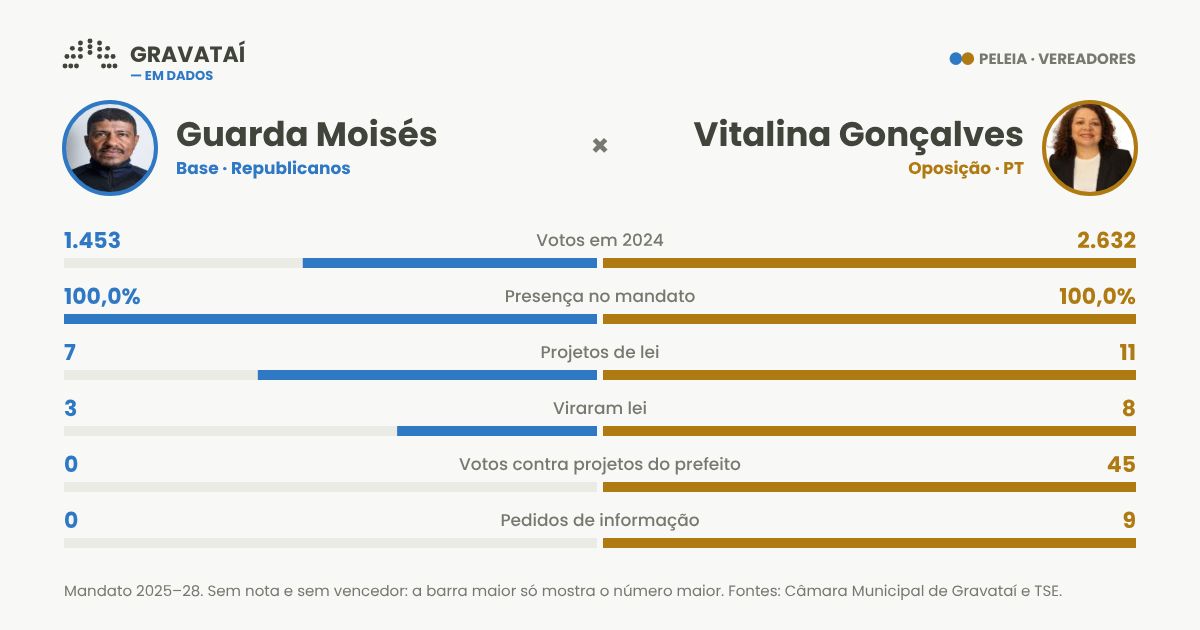 GRAVATAÍ
— EM DADOS
PELEIA · VEREADORES
Guarda Moisés
Base · Republicanos
×
Vitalina Gonçalves
Oposição · PT
1.453 Votos em 2024 2.632
100,0% Presença no mandato 100,0%
7 Projetos de lei 11
3 Viraram lei 8
0 Votos contra projetos do prefeito 45
0 Pedidos de informação 9
Mandato 2025–28. Sem nota e sem vencedor: a barra maior só mostra o número maior. Fontes: Câmara Municipal de Gravataí e TSE.